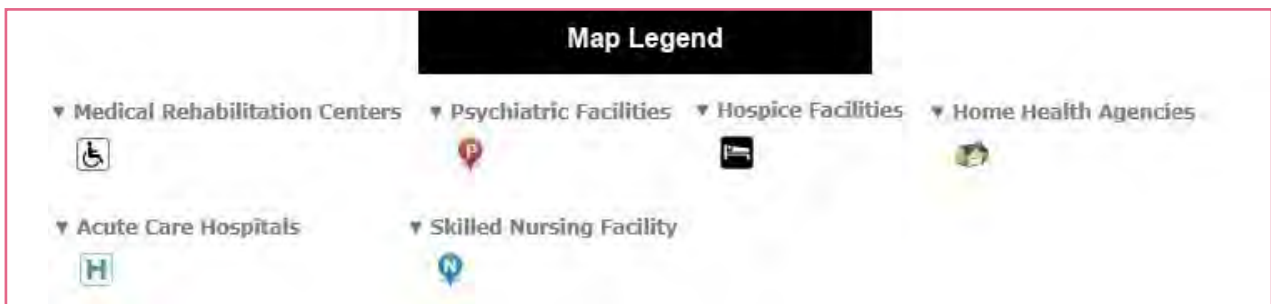 Map Legend
▼ Medical Rehabilitation Centers ▼ Psychiatric Facilities ▼ Hospice Facilities ▼ Home Health Agencies
P
▼ Acute Care Hospitals ▼ Skilled Nursing Facility
H N